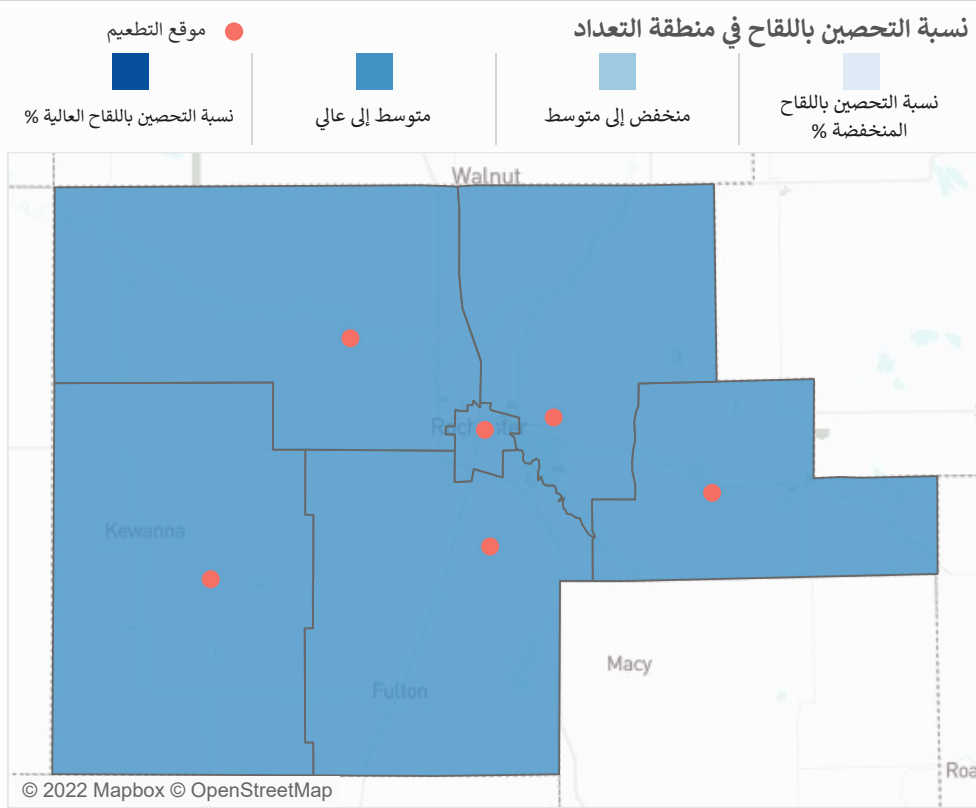 نسبة التحصين باللقاح في منطقة التعداد
موقع التطعيم
نسبة التحصين باللقاح
المنخفضة %
منخفض إلى متوسط
متوسط إلى عالي
نسبة التحصين باللقاح العالية %
Walnut
Rochester
Kewanna
Macy
Fulton
Roa
© 2022 Mapbox © OpenStreetMap